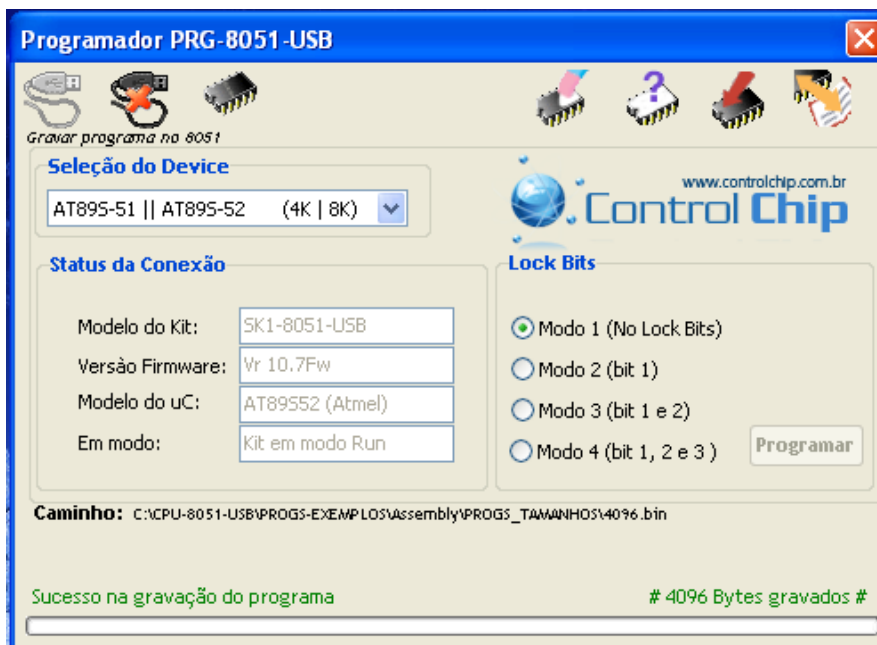 Programador PRG-8051-USB
Gravar programa no 8051
Seleção do Device
AT89S-51 || AT89S-52 (4K | 8K)
www.controlchip.com.br
Control Chip
Status da Conexão
Modelo do Kit: SK1-8051-USB
Versão Firmware: Vr 10.7Fw
Modelo do uC: AT89S52 (Atmel)
Em modo: Kit em modo Run
Lock Bits
Modo 1 (No Lock Bits)
Modo 2 (bit 1)
Modo 3 (bit 1 e 2)
Modo 4 (bit 1, 2 e 3 )
Programar
Caminho: C:\CPU-8051-USB\PROGS-EXEMPLOS\Assembly\PROGS_TAMANHOS\4096.bin
Sucesso na gravação do programa
# 4096 Bytes gravados #